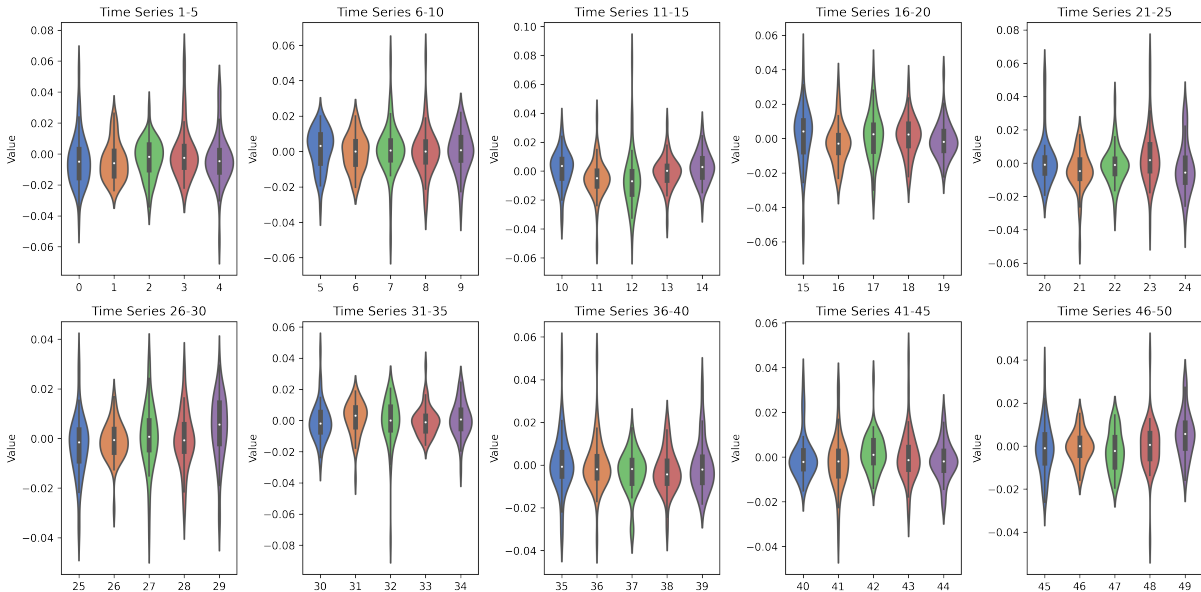 Time Series 1-5
Time Series 6-10
Time Series 11-15
Time Series 16-20
Time Series 21-25
Value
0.08
0.06
0.04
0.02
0.00
−0.02
−0.04
−0.06
0 1 2 3 4
Value
0.06
0.04
0.02
0.00
−0.02
−0.04
−0.06
5 6 7 8 9
Value
0.10
0.08
0.06
0.04
0.02
0.00
−0.02
−0.04
−0.06
10 11 12 13 14
Value
0.06
0.04
0.02
0.00
−0.02
−0.04
−0.06
15 16 17 18 19
Value
0.08
0.06
0.04
0.02
0.00
−0.02
−0.04
−0.06
20 21 22 23 24
Time Series 26-30
Time Series 31-35
Time Series 36-40
Time Series 41-45
Time Series 46-50
Value
0.04
0.02
0.00
−0.02
−0.04
25 26 27 28 29
Value
0.06
0.04
0.02
0.00
−0.02
−0.04
−0.06
−0.08
30 31 32 33 34
Value
0.06
0.04
0.02
0.00
−0.02
−0.04
35 36 37 38 39
Value
0.06
0.04
0.02
0.00
−0.02
−0.04
40 41 42 43 44
Value
0.04
0.02
0.00
−0.02
−0.04
45 46 47 48 49